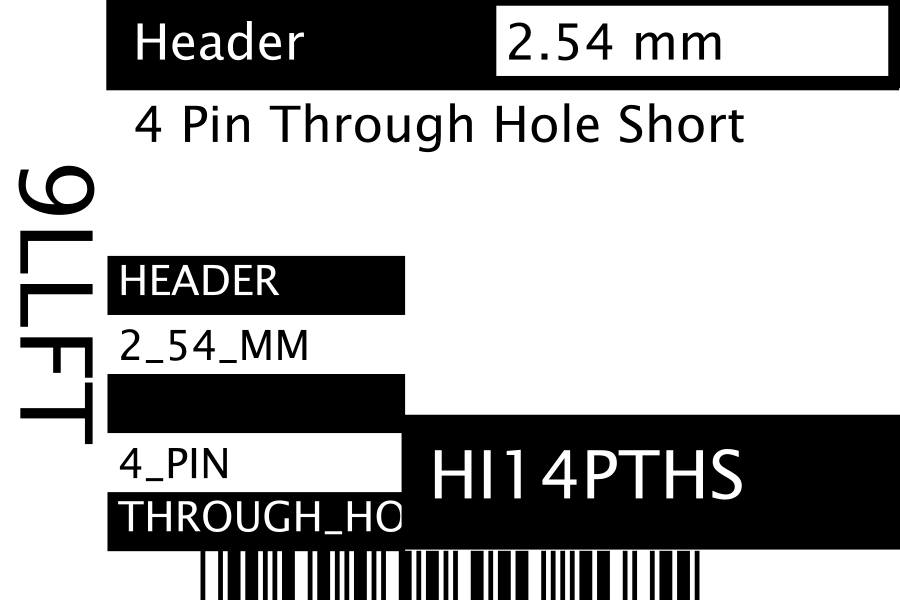 Header
2.54 mm
4 Pin Through Hole Short
9LLFT
HEADER
2_54_MM
4_PIN
THROUGH_HO
HI14PTHS